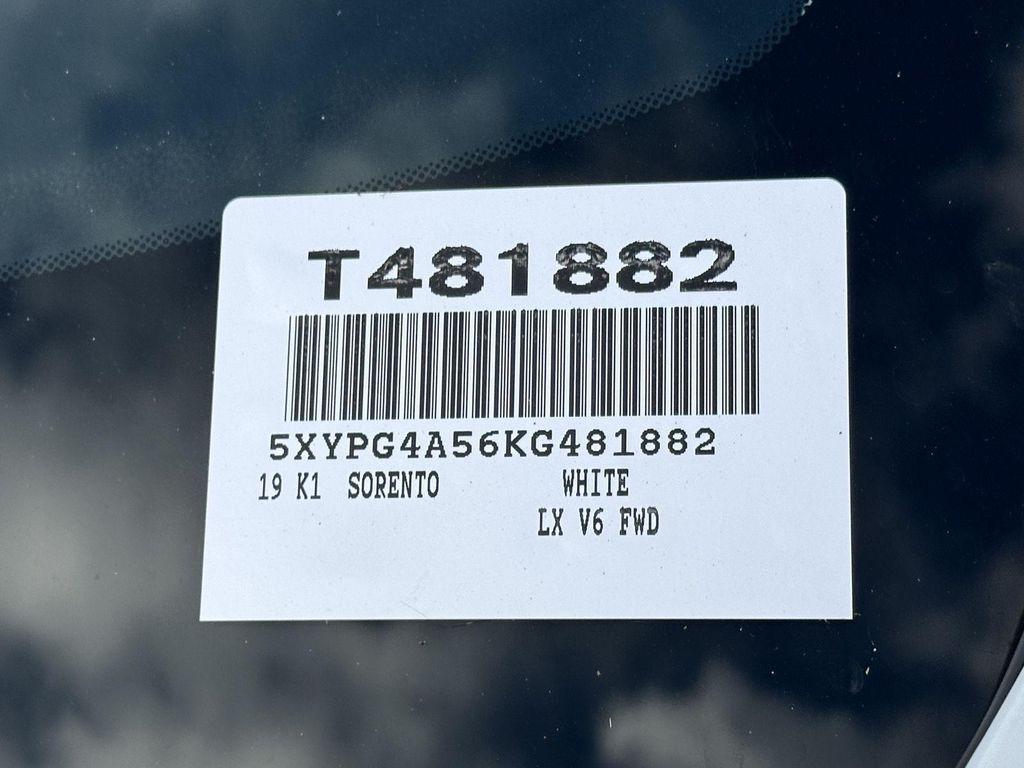 T481882
5XYPG4A56KG481882
19 K1 SORENTO WHITE
LX V6 FWD